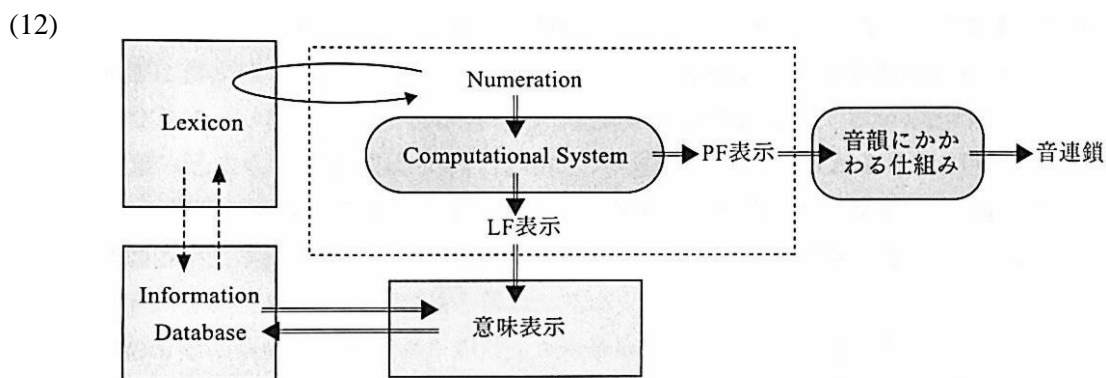 (12)
Numeration
Lexicon
Computational System
PF表示
音韻にかか
わる仕組み
音連鎖
LF表示
Information
Database
意味表示